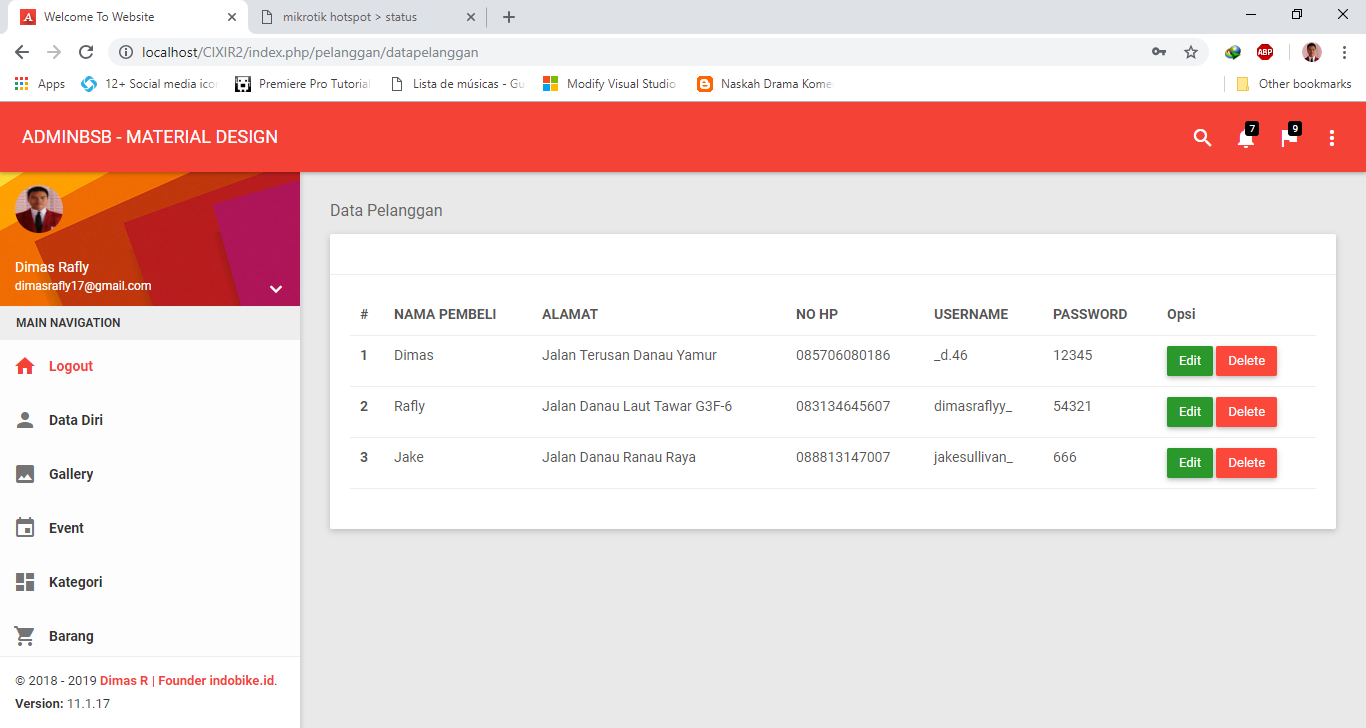 Welcome To Website
mikrotik hotspot > status
localhost/CIXIR2/index.php/pelanggan/datapelanggan
ABP
Apps
12+ Social media icon
Premiere Pro Tutorial
Lista de músicas - Gu
Modify Visual Studio
Naskah Drama Kome
Other bookmarks
ADMINBSB - MATERIAL DESIGN
7
9
Dimas Rafly
dimasrafly17@gmail.com
MAIN NAVIGATION
Logout
Data Diri
Gallery
Event
Kategori
Barang
© 2018 - 2019 Dimas R | Founder indobike.id.
Version: 11.1.17
Data Pelanggan
# NAMA PEMBELI ALAMAT NO HP USERNAME PASSWORD Opsi
1 Dimas Jalan Terusan Danau Yamur 085706080186 _d.46 12345 Edit Delete
2 Rafly Jalan Danau Laut Tawar G3F-6 083134645607 dimasraflyy_ 54321 Edit Delete
3 Jake Jalan Danau Ranau Raya 088813147007 jakesullivan_ 666 Edit Delete